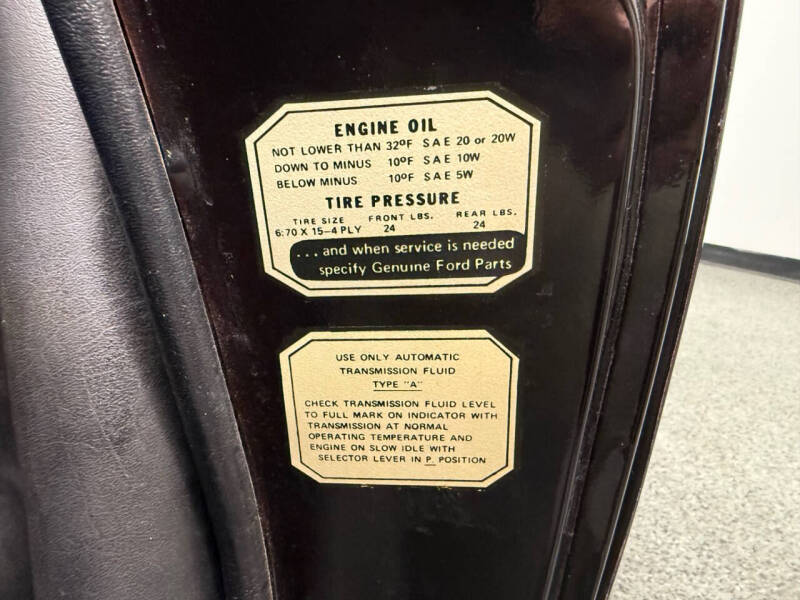 ENGINE OIL
NOT LOWER THAN 32°F SAE 20 or 20W
DOWN TO MINUS 10°F SAE 10W
BELOW MINUS 10°F SAE 5W
TIRE PRESSURE
TIRE SIZE FRONT LBS. REAR LBS.
6:70 X 15-4 PLY 24 24
...and when service is needed
specify Genuine Ford Parts
USE ONLY AUTOMATIC
TRANSMISSION FLUID
TYPE "A"
CHECK TRANSMISSION FLUID LEVEL
TO FULL MARK ON INDICATOR WITH
TRANSMISSION AT NORMAL
OPERATING TEMPERATURE AND
ENGINE ON SLOW IDLE WITH
SELECTOR LEVER IN P. POSITION